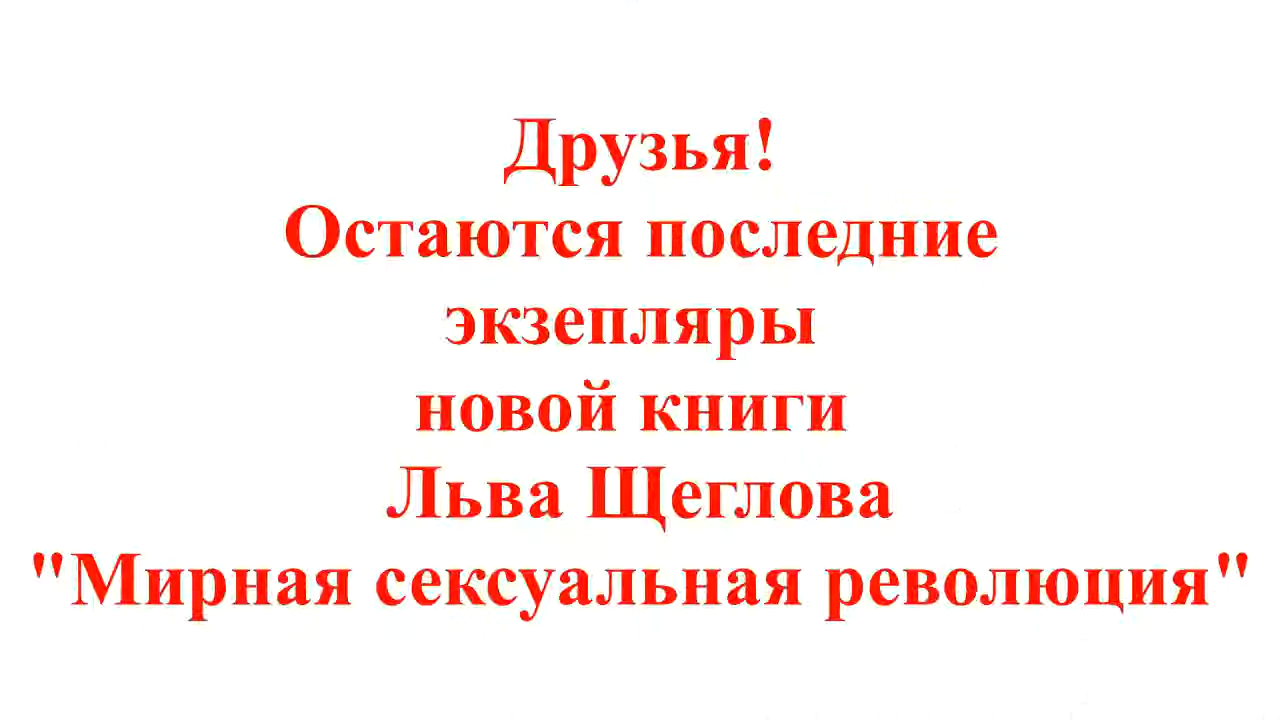 Друзья!
Остаются последние
экзепляры
новой книги
Льва Щеглова
"Мирная сексуальная революция"